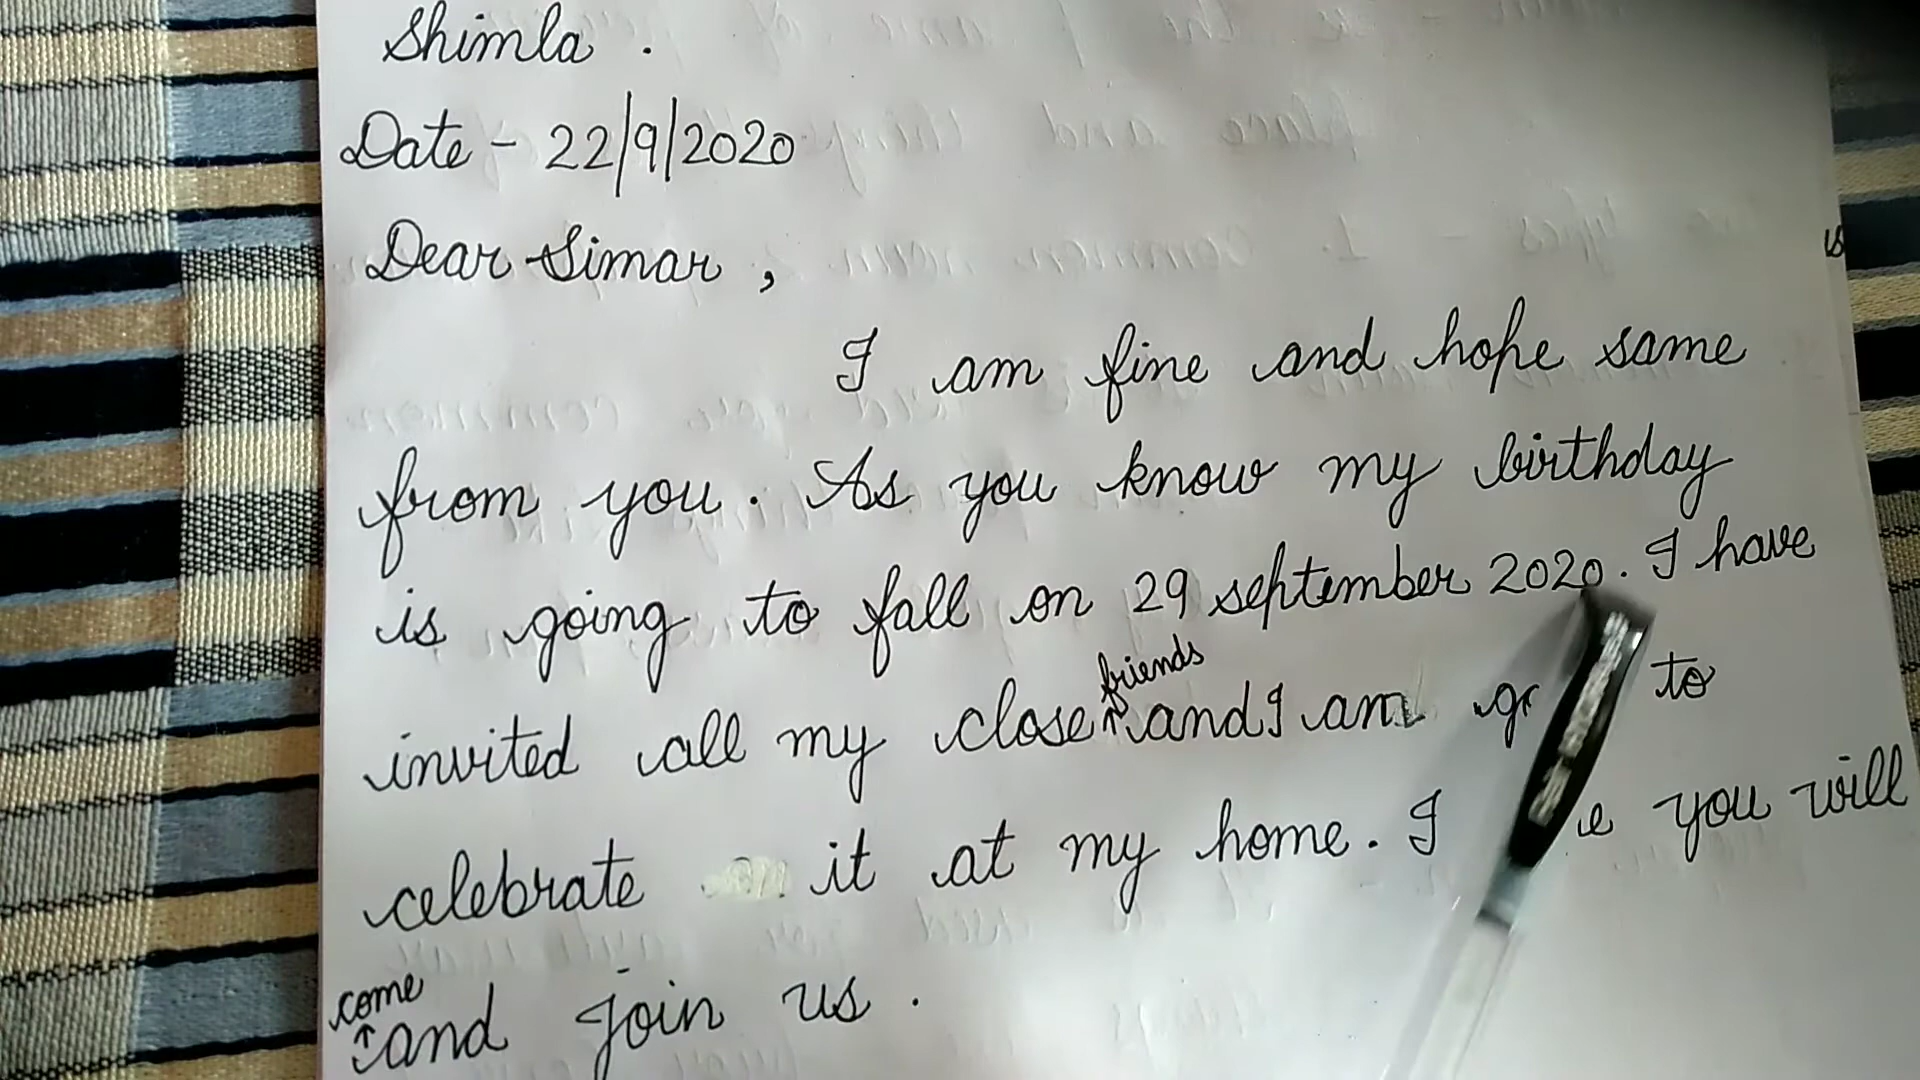 Shimla .
Date - 22/9/2020
Dear Simar ,
I am fine and hope same
from you . As you know my birthday
is going to fall on 29 september 2020. I have
friends
invited all my close and I am to
celebrate it at my home . I you will
come
and join us .